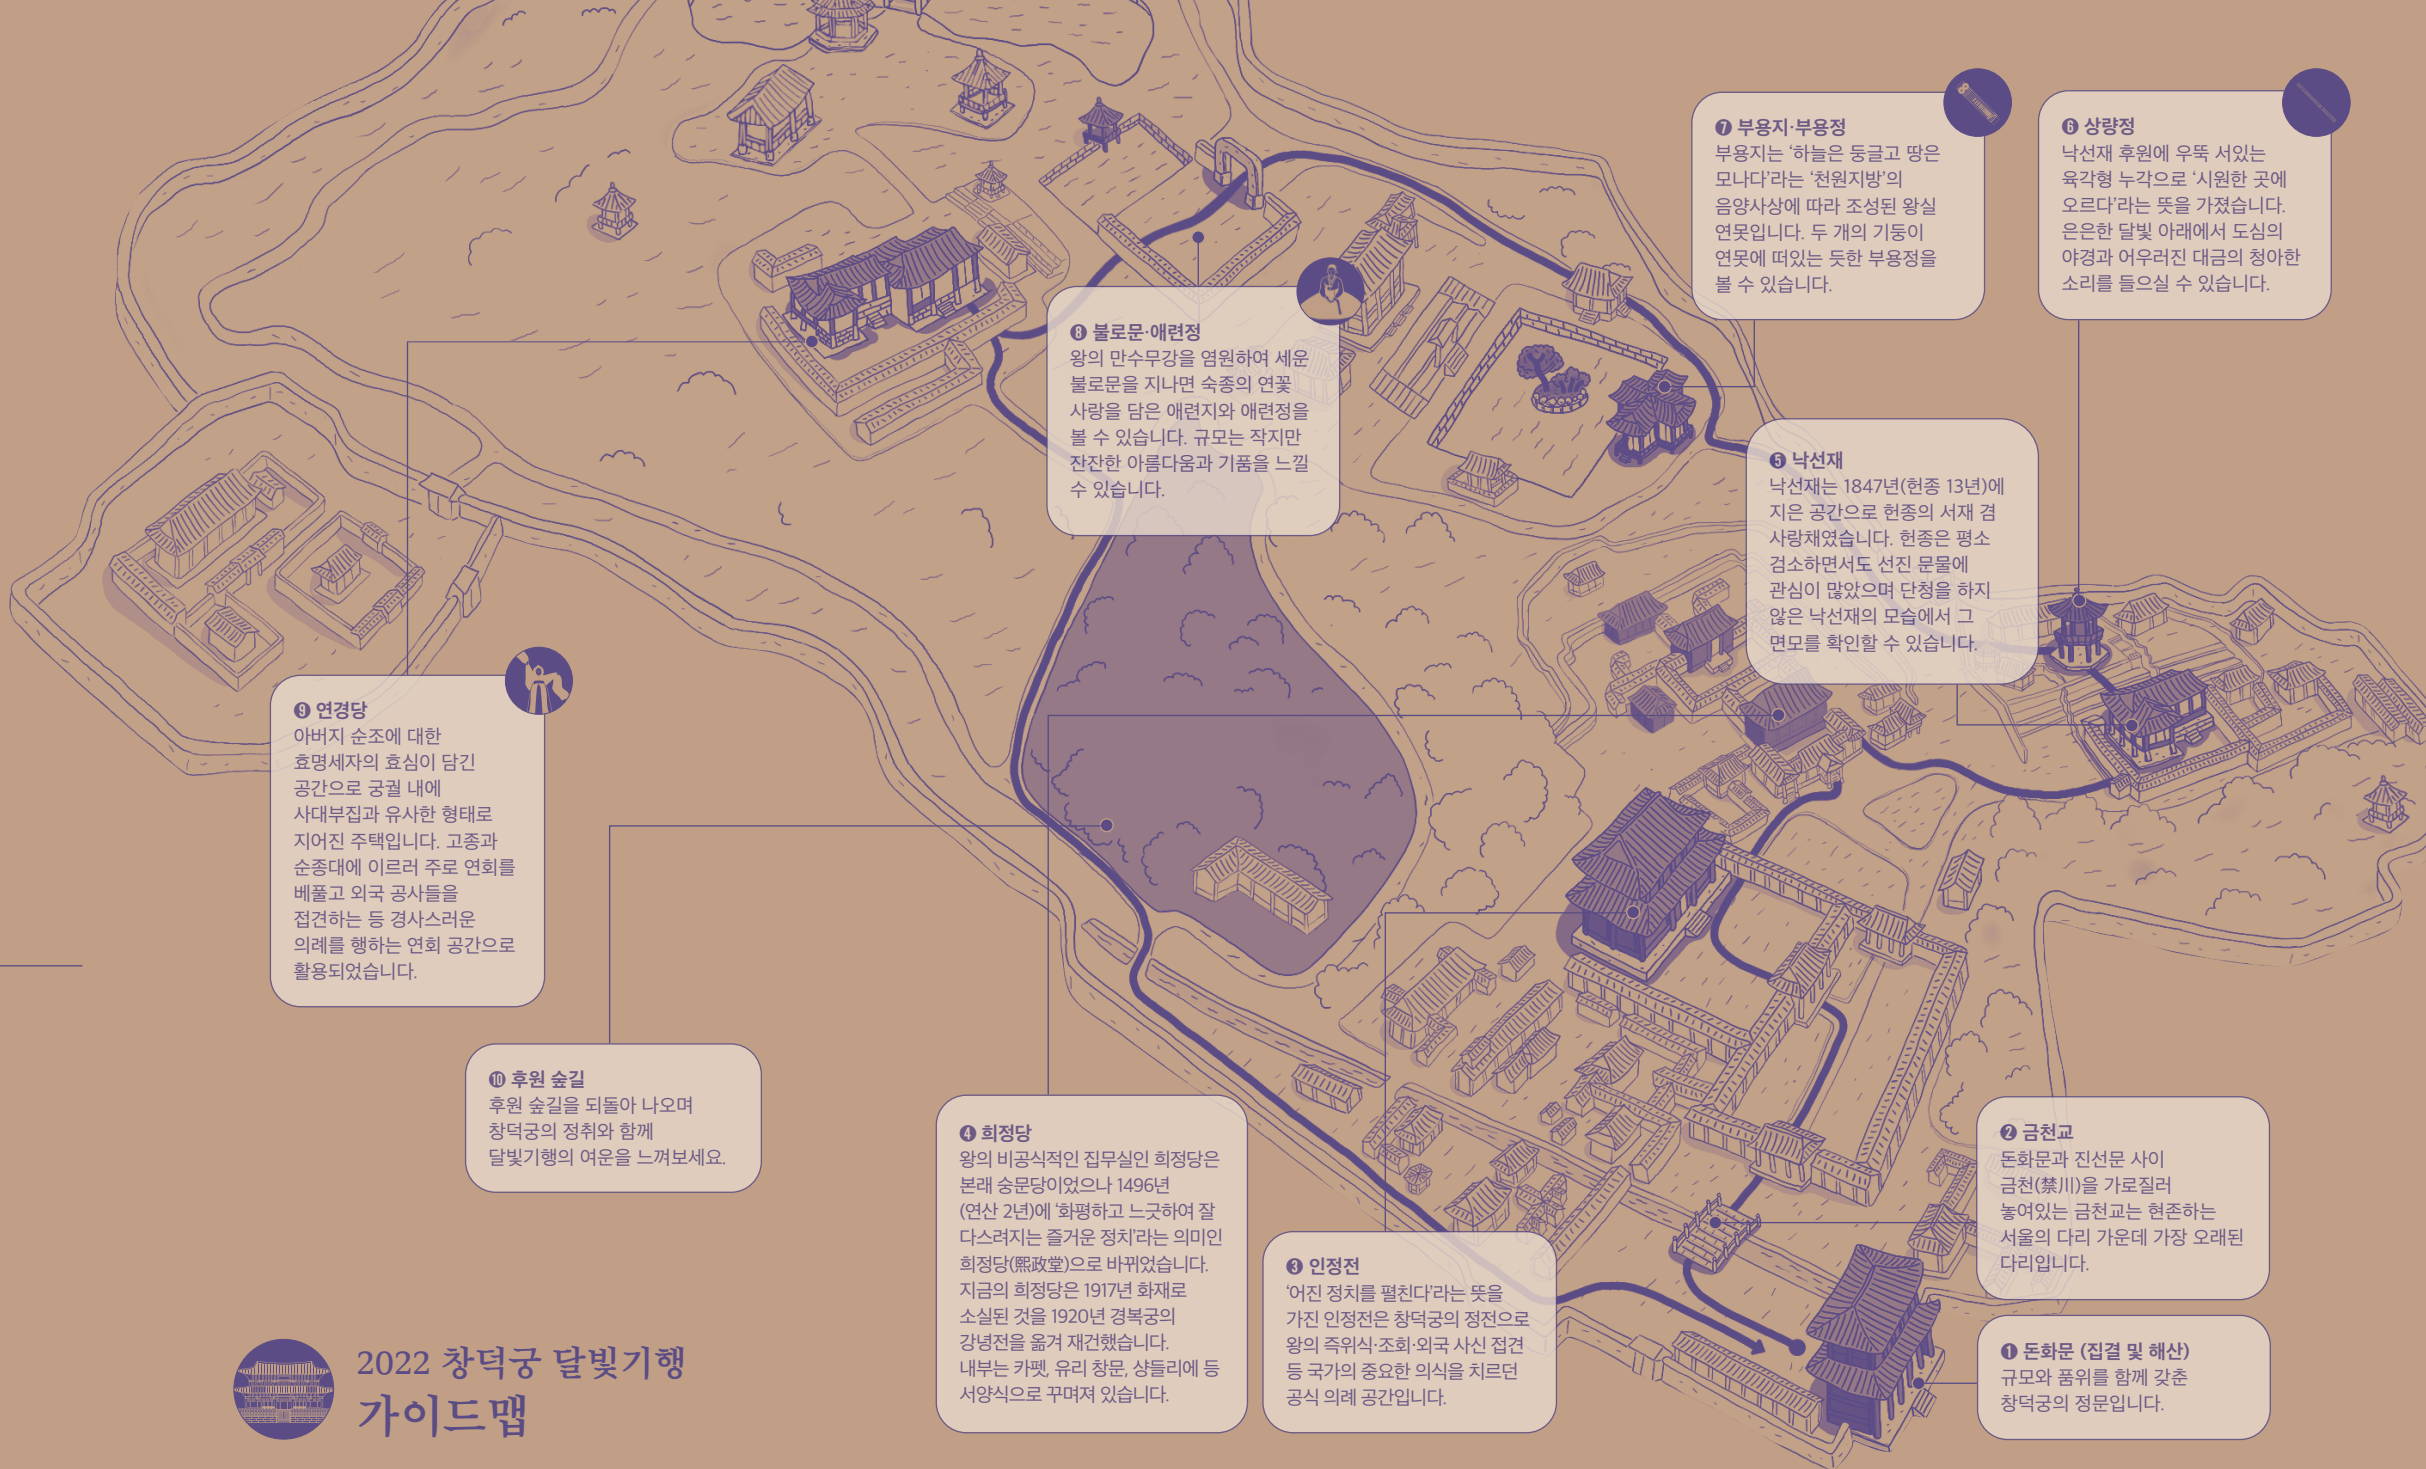 ❼ 부용지·부용정
부용지는 ‘하늘은 둥글고 땅은
모나다’라는 ‘천원지방’의
음양사상에 따라 조성된 왕실
연못입니다. 두 개의 기둥이
연못에 떠있는 듯한 부용정을
볼 수 있습니다.
❻ 상량정
낙선재 후원에 우뚝 서있는
육각형 누각으로 ‘시원한 곳에
오르다’라는 뜻을 가졌습니다.
은은한 달빛 아래에서 도심의
야경과 어우러진 대금의 청아한
소리를 들으실 수 있습니다.
❽ 불로문·애련정
왕의 만수무강을 염원하여 세운
불로문을 지나면 숙종의 연꽃
사랑을 담은 애련지와 애련정을
볼 수 있습니다. 규모는 작지만
잔잔한 아름다움과 기품을 느낄
수 있습니다.
❺ 낙선재
낙선재는 1847년(헌종 13년)에
지은 공간으로 헌종의 서재 겸
사랑채였습니다. 헌종은 평소
검소하면서도 선진 문물에
관심이 많았으며 단청을 하지
않은 낙선재의 모습에서 그
면모를 확인할 수 있습니다.
❾ 연경당
아버지 순조에 대한
효명세자의 효심이 담긴
공간으로 궁궐 내에
사대부집과 유사한 형태로
지어진 주택입니다. 고종과
순종대에 이르러 주로 연회를
베풀고 외국 공사들을
접견하는 등 경사스러운
의례를 행하는 연회 공간으로
활용되었습니다.
❿ 후원 숲길
후원 숲길을 되돌아 나오며
창덕궁의 정취와 함께
달빛기행의 여운을 느껴보세요.
❹ 희정당
왕의 비공식적인 집무실인 희정당은
본래 숭문당이었으나 1496년
(연산 2년)에 ‘화평하고 느긋하여 잘
다스려지는 즐거운 정치’라는 의미인
희정당(熙政堂)으로 바뀌었습니다.
지금의 희정당은 1917년 화재로
소실된 것을 1920년 경복궁의
강녕전을 옮겨 재건했습니다.
내부는 카펫, 유리 창문, 샹들리에 등
서양식으로 꾸며져 있습니다.
❸ 인정전
‘어진 정치를 펼친다’라는 뜻을
가진 인정전은 창덕궁의 정전으로
왕의 즉위식·조회·외국 사신 접견
등 국가의 중요한 의식을 치르던
공식 의례 공간입니다.
❷ 금천교
돈화문과 진선문 사이
금천(禁川)을 가로질러
놓여있는 금천교는 현존하는
서울의 다리 가운데 가장 오래된
다리입니다.
❶ 돈화문 (집결 및 해산)
규모와 품위를 함께 갖춘
창덕궁의 정문입니다.
2022 창덕궁 달빛기행
가이드맵